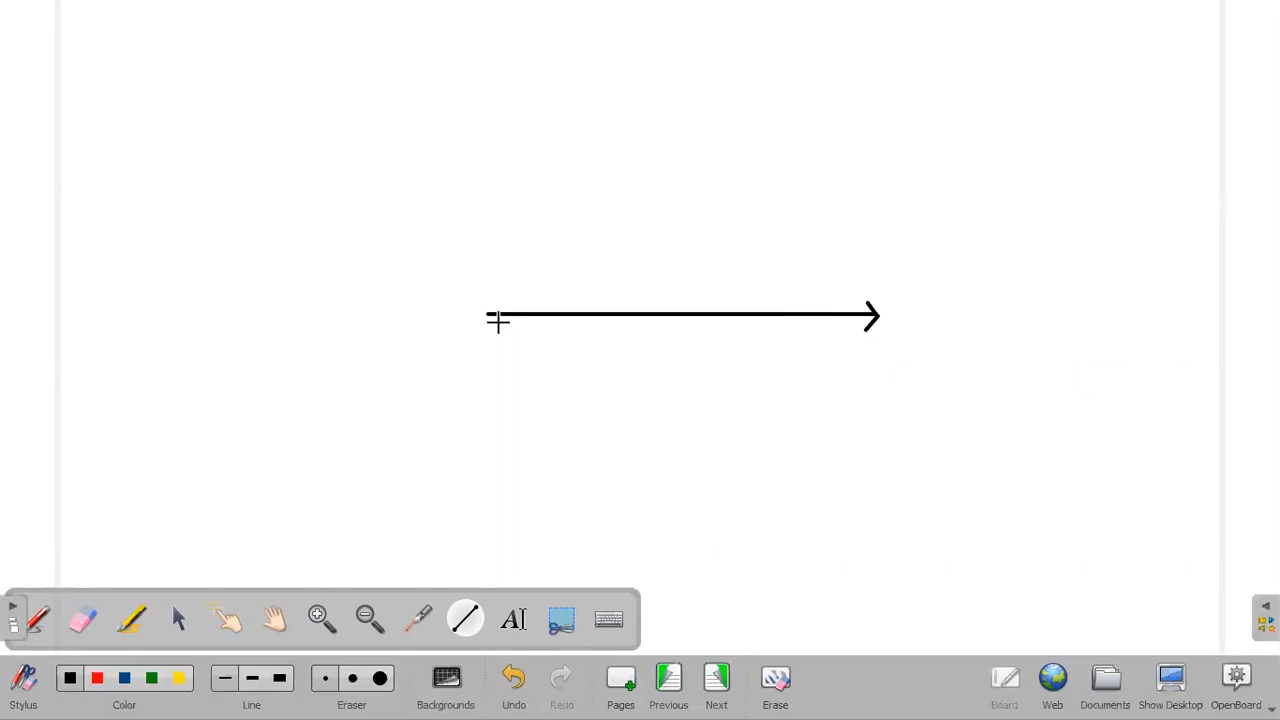 A
Stylus
Color
Line
Eraser
Backgrounds
Undo
Redo
Pages
Previous
Next
Erase
Board
Web
Documents
Show Desktop
OpenBoard